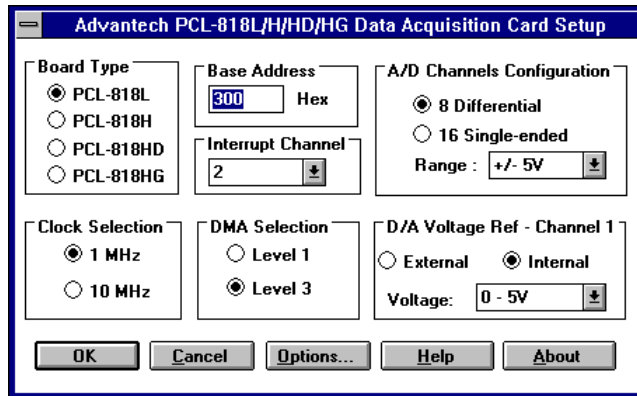 Advantech PCL-818L/H/HD/HG Data Acquisition Card Setup
Board Type
PCL-818L
PCL-818H
PCL-818HD
PCL-818HG
Base Address
300 Hex
Interrupt Channel
2
A/D Channels Configuration
8 Differential
16 Single-ended
Range : +/- 5V
Clock Selection
1 MHz
10 MHz
DMA Selection
Level 1
Level 3
D/A Voltage Ref - Channel 1
External Internal
Voltage: 0 - 5V
OK Cancel Options... Help About